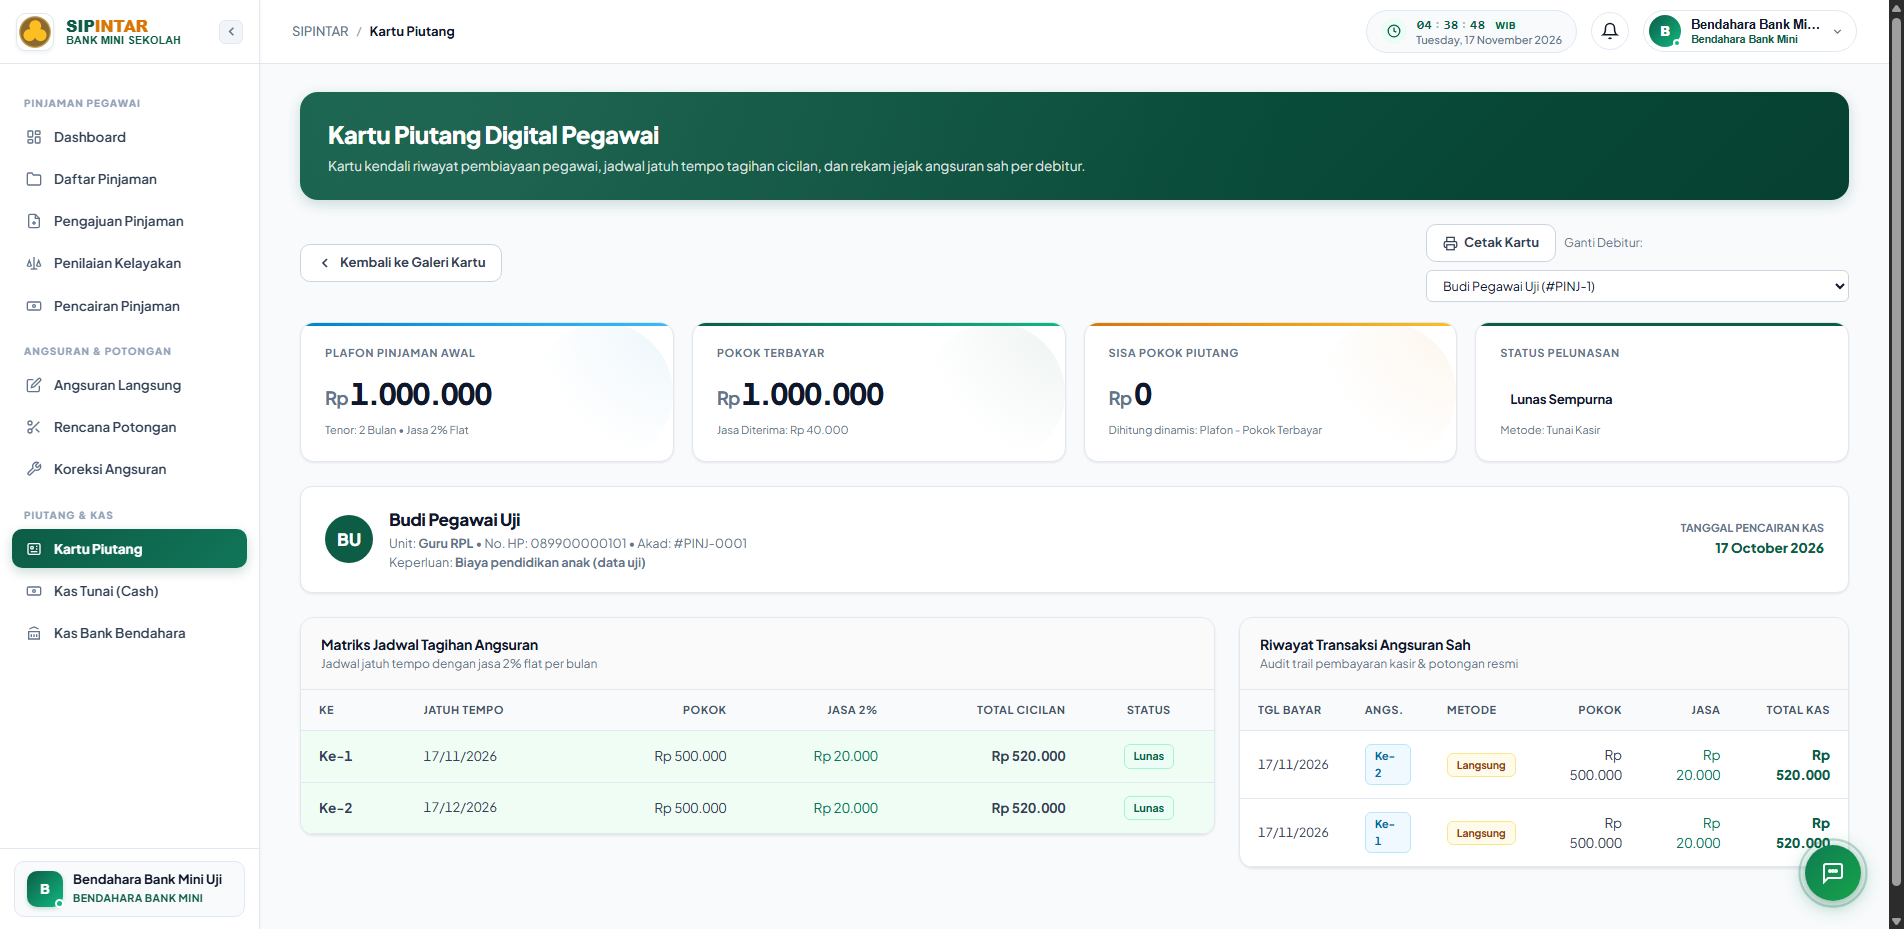 SIPINTAR
BANK MINI SEKOLAH
SIPINTAR / Kartu Piutang
04 : 38 : 48 WIB
Tuesday, 17 November 2026
B
Bendahara Bank Mi...
Bendahara Bank Mini
PINJAMAN PEGAWAI
Dashboard
Daftar Pinjaman
Pengajuan Pinjaman
Penilaian Kelayakan
Pencairan Pinjaman
ANGSURAN & POTONGAN
Angsuran Langsung
Rencana Potongan
Koreksi Angsuran
PIUTANG & KAS
Kartu Piutang
Kas Tunai (Cash)
Kas Bank Bendahara
B
Bendahara Bank Mini Uji
BENDAHARA BANK MINI
Kartu Piutang Digital Pegawai
Kartu kendali riwayat pembiayaan pegawai, jadwal jatuh tempo tagihan cicilan, dan rekam jejak angsuran sah per debitur.
Kembali ke Galeri Kartu
Cetak Kartu
Ganti Debitur:
Budi Pegawai Uji (#PINJ-1)
PLAFON PINJAMAN AWAL
Rp 1.000.000
Tenor: 2 Bulan • Jasa 2% Flat
POKOK TERBAYAR
Rp 1.000.000
Jasa Diterima: Rp 40.000
SISA POKOK PIUTANG
Rp 0
Dihitung dinamis: Plafon - Pokok Terbayar
STATUS PELUNASAN
Lunas Sempurna
Metode: Tunai Kasir
BU
Budi Pegawai Uji
Unit: Guru RPL • No. HP: 089900000101 • Akad: #PINJ-0001
Keperluan: Biaya pendidikan anak (data uji)
TANGGAL PENCAIRAN KAS
17 October 2026
Matriks Jadwal Tagihan Angsuran
Jadwal jatuh tempo dengan jasa 2% flat per bulan
KE JATUH TEMPO POKOK JASA 2% TOTAL CICILAN STATUS
Ke-1 17/11/2026 Rp 500.000 Rp 20.000 Rp 520.000 Lunas
Ke-2 17/12/2026 Rp 500.000 Rp 20.000 Rp 520.000 Lunas
Riwayat Transaksi Angsuran Sah
Audit trail pembayaran kasir & potongan resmi
TGL BAYAR ANGS. METODE POKOK JASA TOTAL KAS
17/11/2026 Ke-2 Langsung Rp 500.000 Rp 20.000 Rp 520.000
17/11/2026 Ke-1 Langsung Rp 500.000 Rp 20.000 Rp 520.000